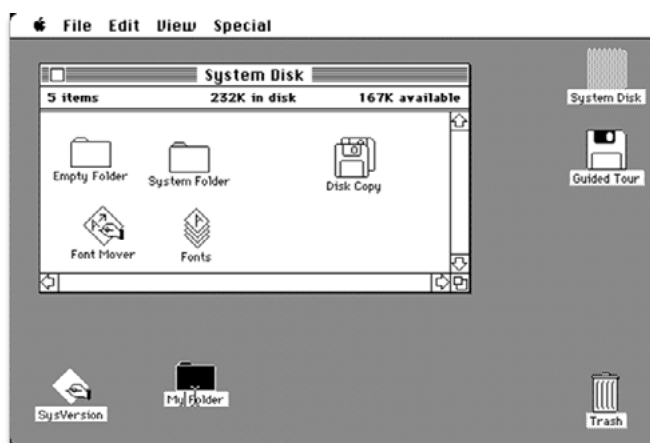 File Edit View Special
System Disk
5 items 232K in disk 167K available
System Disk
Empty Folder System Folder Disk Copy
Guided Tour
Font Mover Fonts
SysVersion My Folder Trash